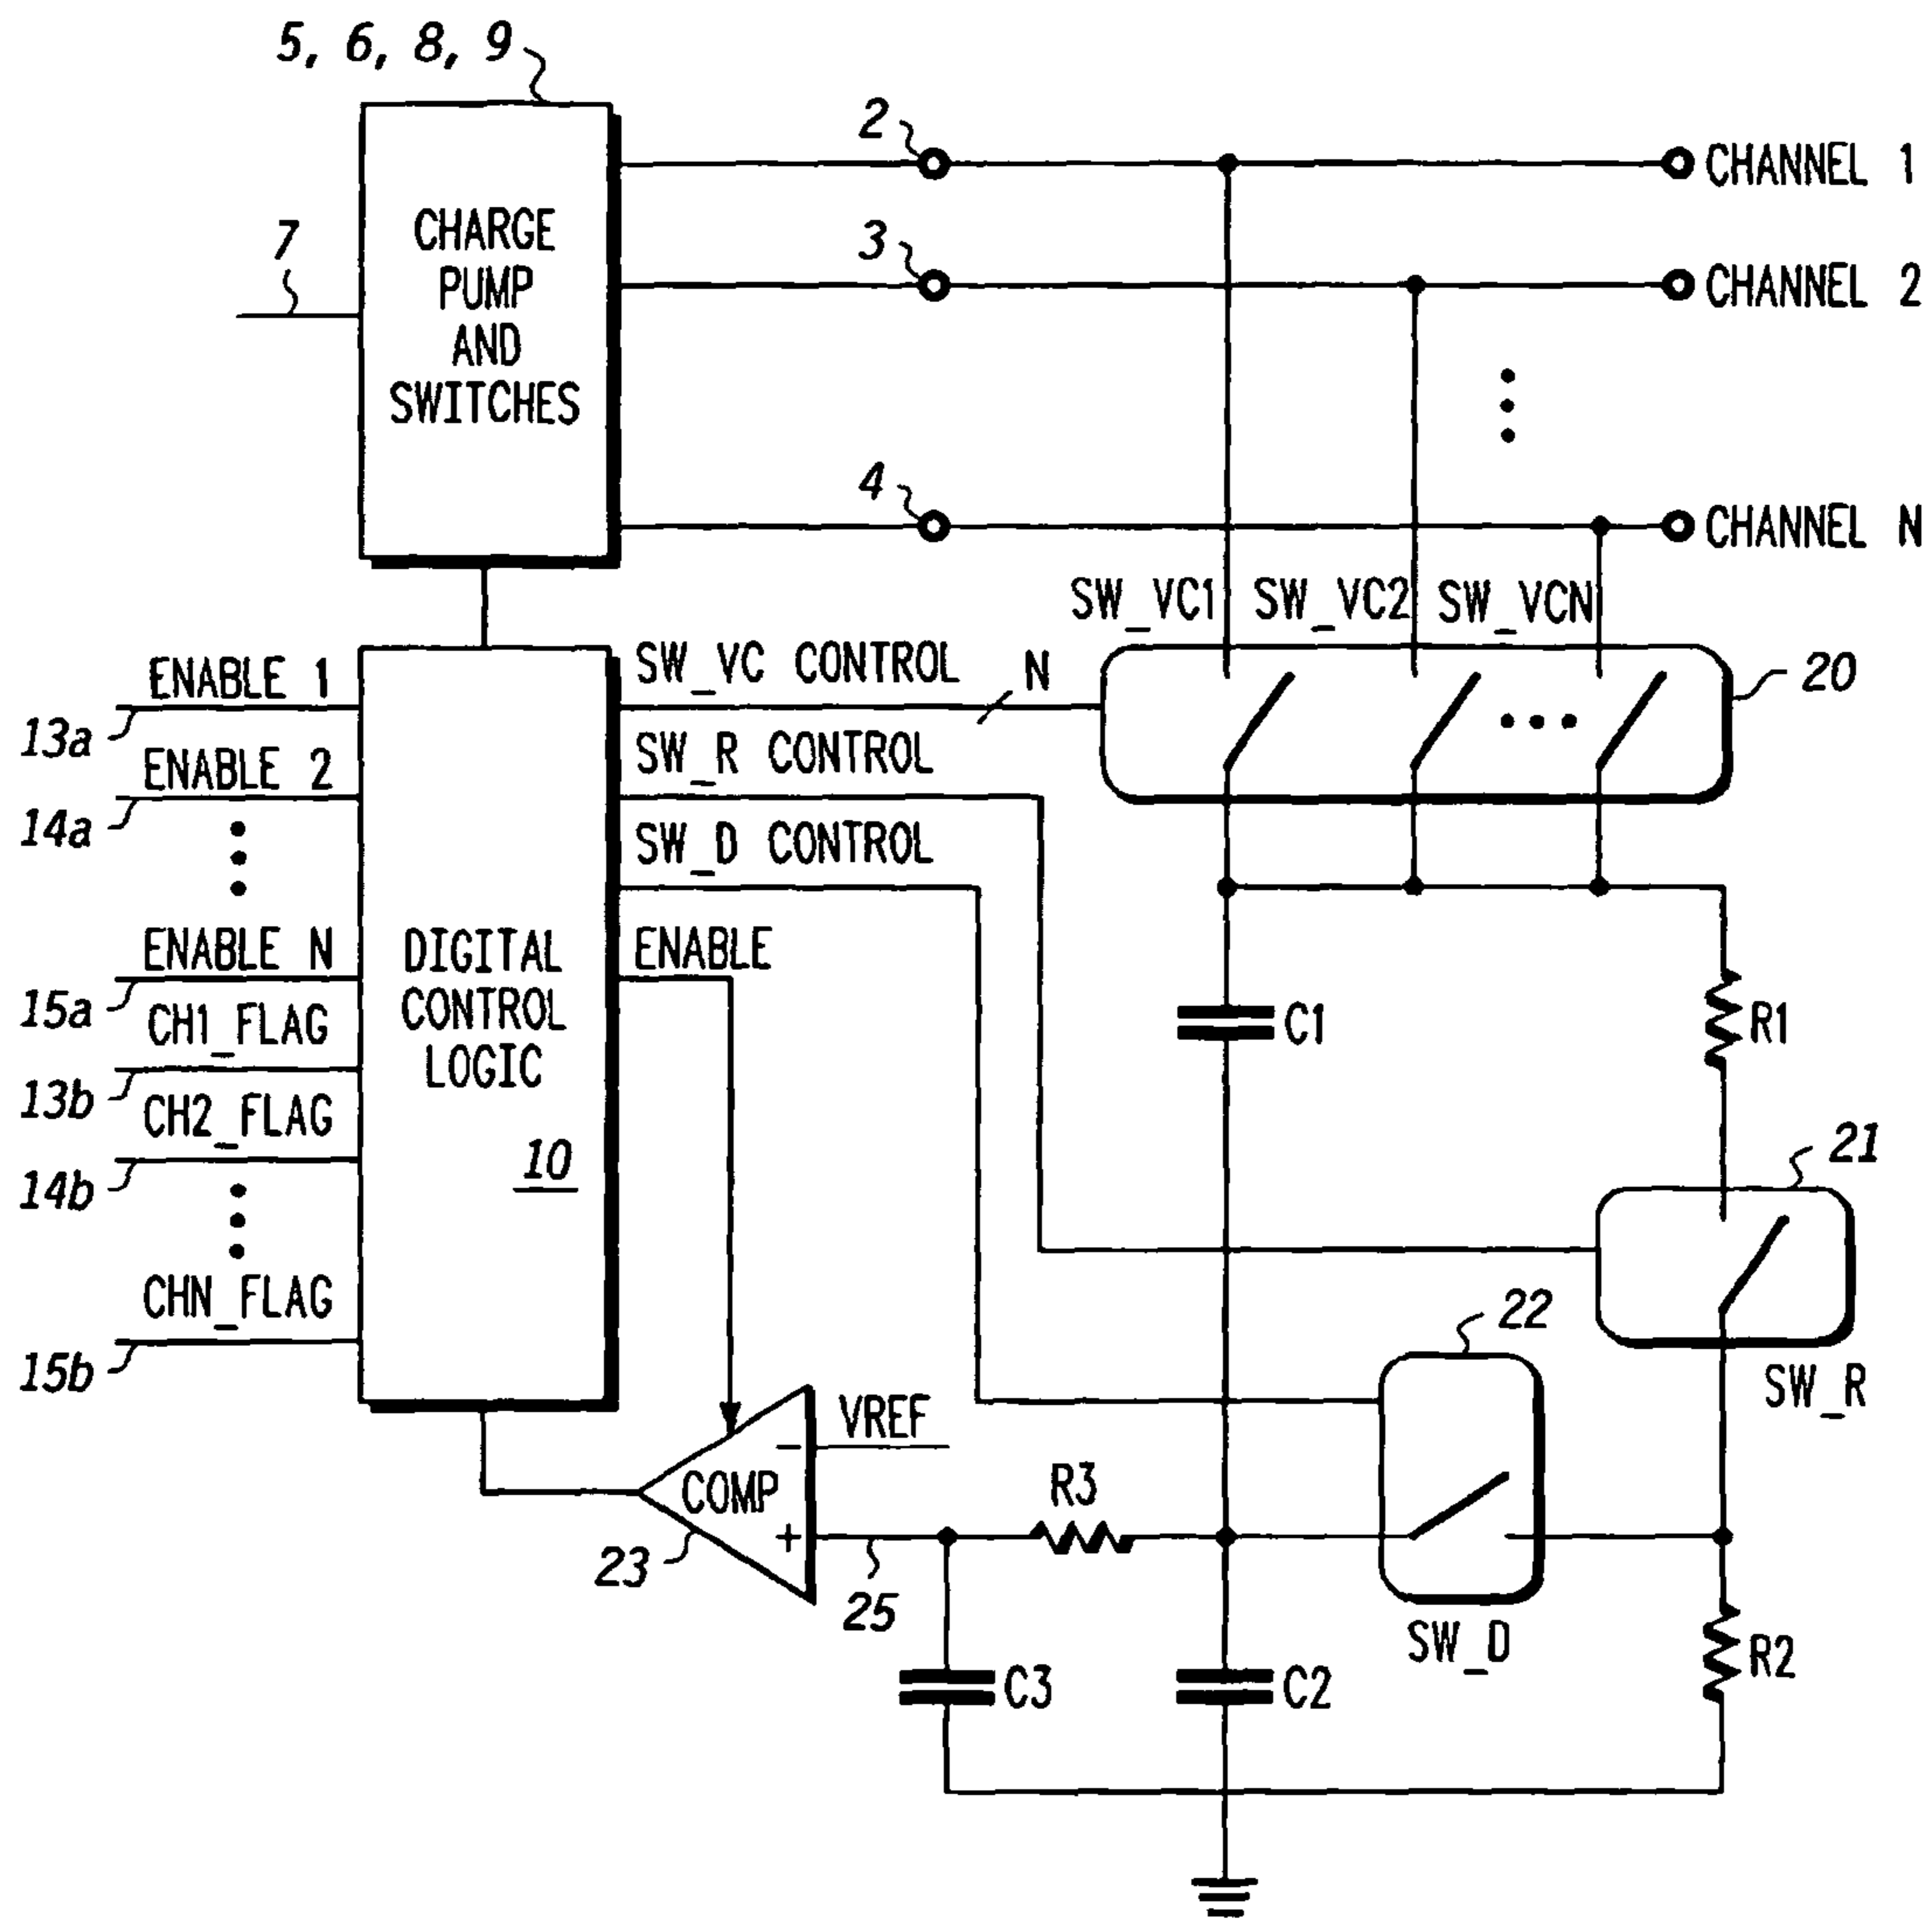 5, 6, 8, 9
2
CHANNEL 1
7
CHARGE
PUMP
AND
SWITCHES
3
CHANNEL 2
4
CHANNEL N
SW_VC1
SW_VC2
SW_VCN
20
ENABLE 1
13a
ENABLE 2
14a
ENABLE N
15a
CH1_FLAG
13b
CH2_FLAG
14b
CHN_FLAG
15b
DIGITAL
CONTROL
LOGIC
10
SW_VC CONTROL
N
SW_R CONTROL
SW_D CONTROL
ENABLE
C1
R1
21
SW_R
22
SW_D
VREF
-
COMP
+
23
25
R3
C3
C2
R2